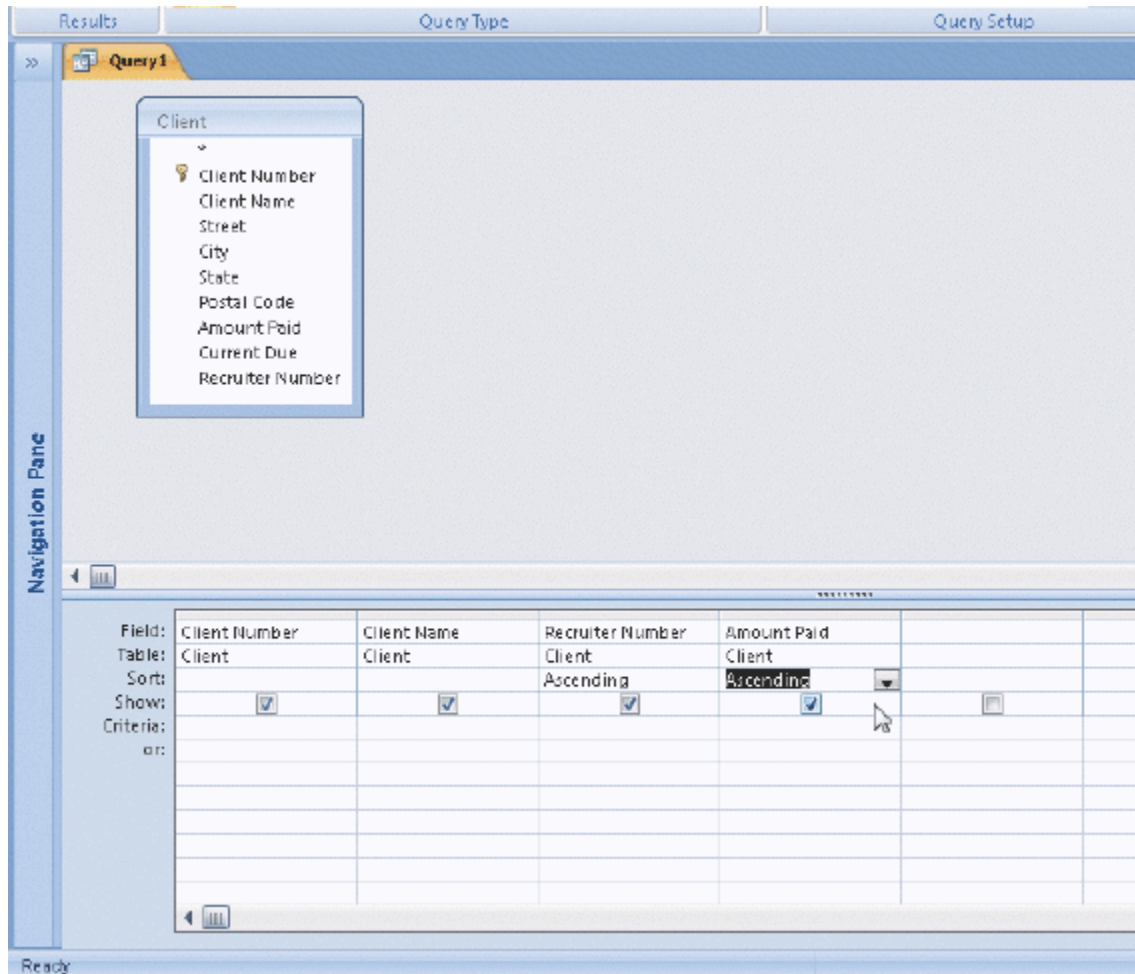 Results Query Type Query Setup
» Query1
Client
*
Client Number
Client Name
Street
City
State
Postal Code
Amount Paid
Current Due
Recruiter Number
Navigation Pane
Field: Client Number Client Name Recruiter Number Amount Paid
Table: Client Client Client Client
Sort: Ascending Ascending
Show:
Criteria:
or:
Ready